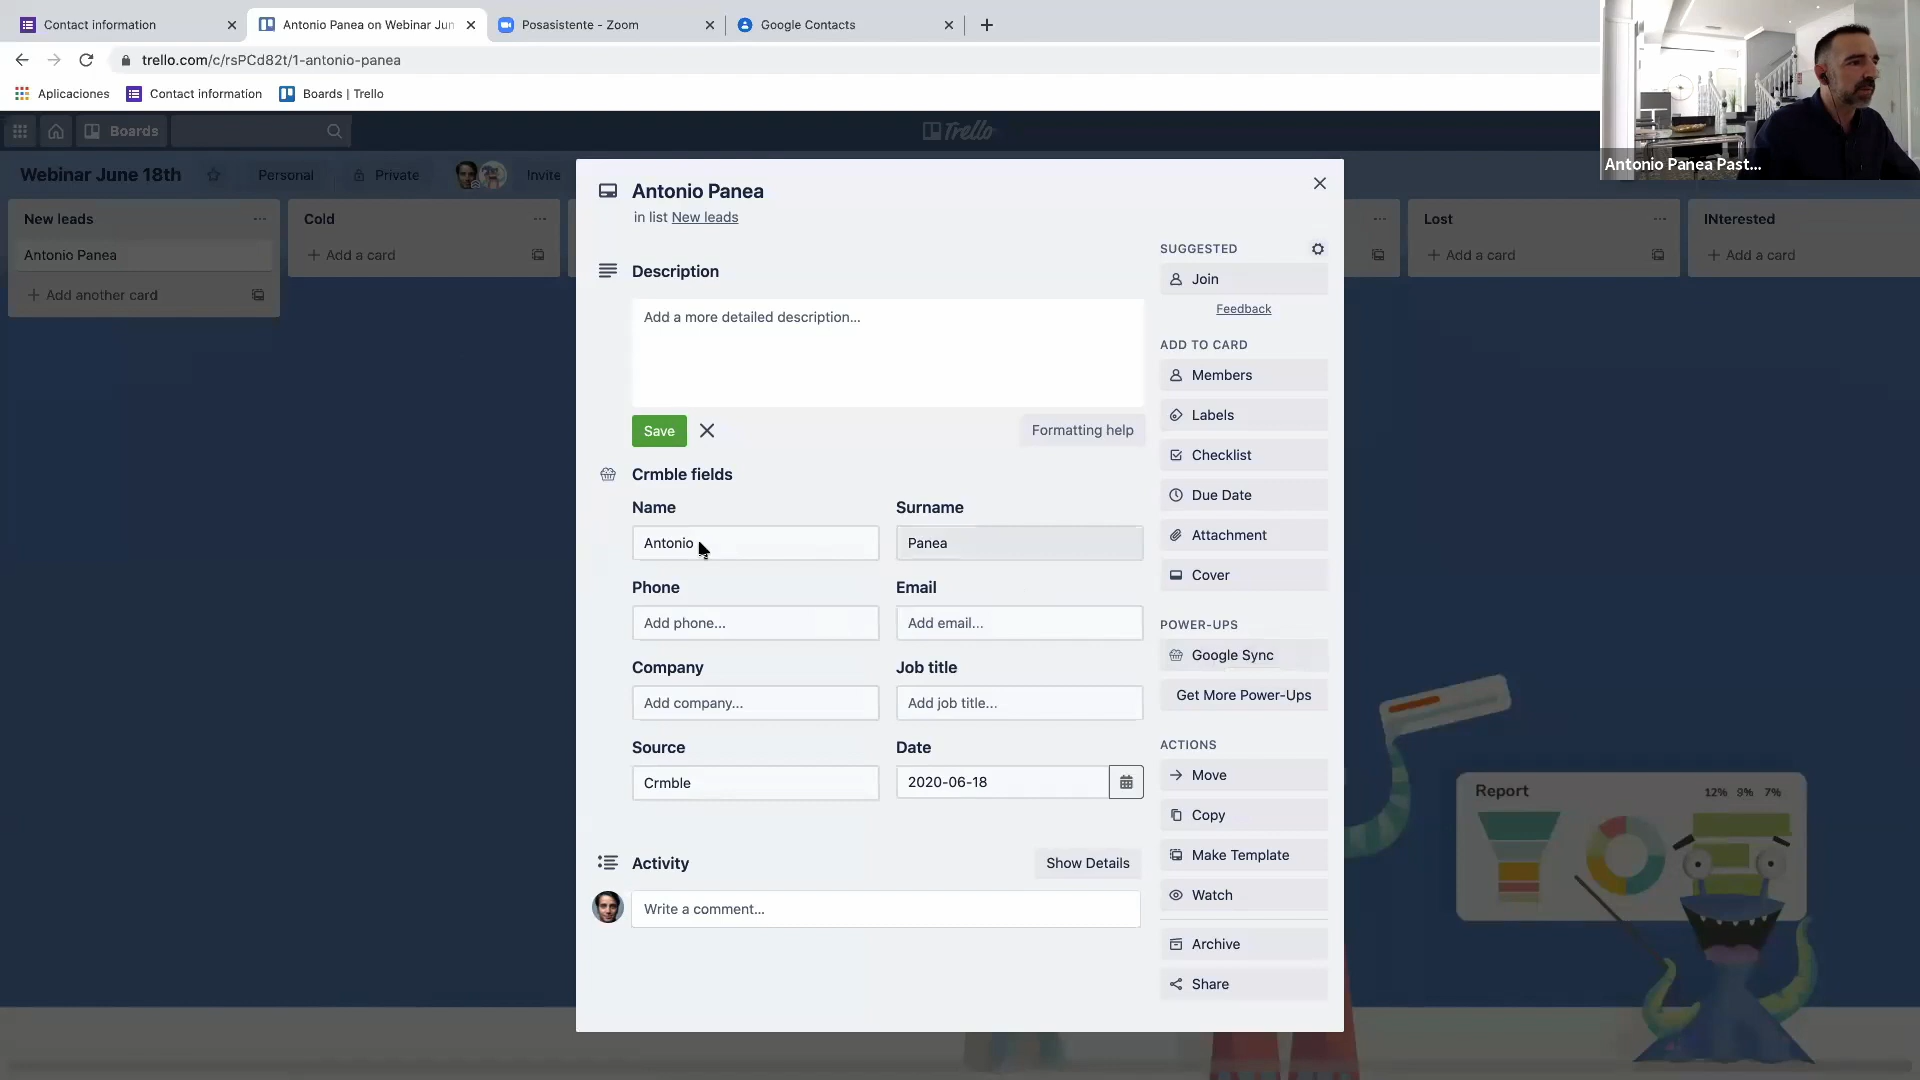 Contact information
Antonio Panea on Webinar Jun
Posasistente - Zoom
Google Contacts
trello.com/c/rsPCd82t/1-antonio-panea
Aplicaciones
Contact information
Boards | Trello
Boards
Trello
Antonio Panea Past...
Webinar June 18th
Personal
Private
Invite
New leads
Antonio Panea
+ Add another card
Cold
+ Add a card
Lost
+ Add a card
INterested
+ Add a card
Antonio Panea
in list New leads
Description
Add a more detailed description...
Save
Formatting help
Crmble fields
Name
Surname
Antonio
Panea
Phone
Email
Add phone...
Add email...
Company
Job title
Add company...
Add job title...
Source
Date
Crmble
2020-06-18
Activity
Show Details
Write a comment...
SUGGESTED
Join
Feedback
ADD TO CARD
Members
Labels
Checklist
Due Date
Attachment
Cover
POWER-UPS
Google Sync
Get More Power-Ups
ACTIONS
Move
Copy
Make Template
Watch
Archive
Share
Report
12% 9% 7%